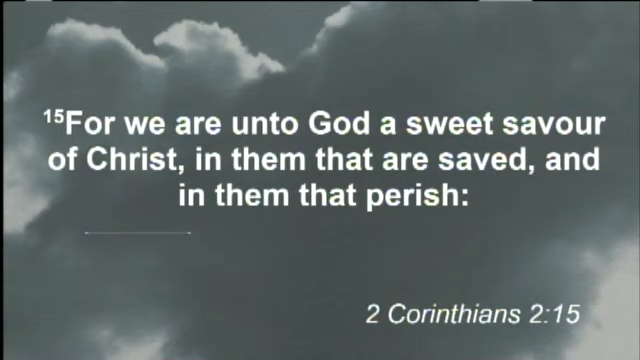 15For we are unto God a sweet savour
of Christ, in them that are saved, and
in them that perish:
2 Corinthians 2:15